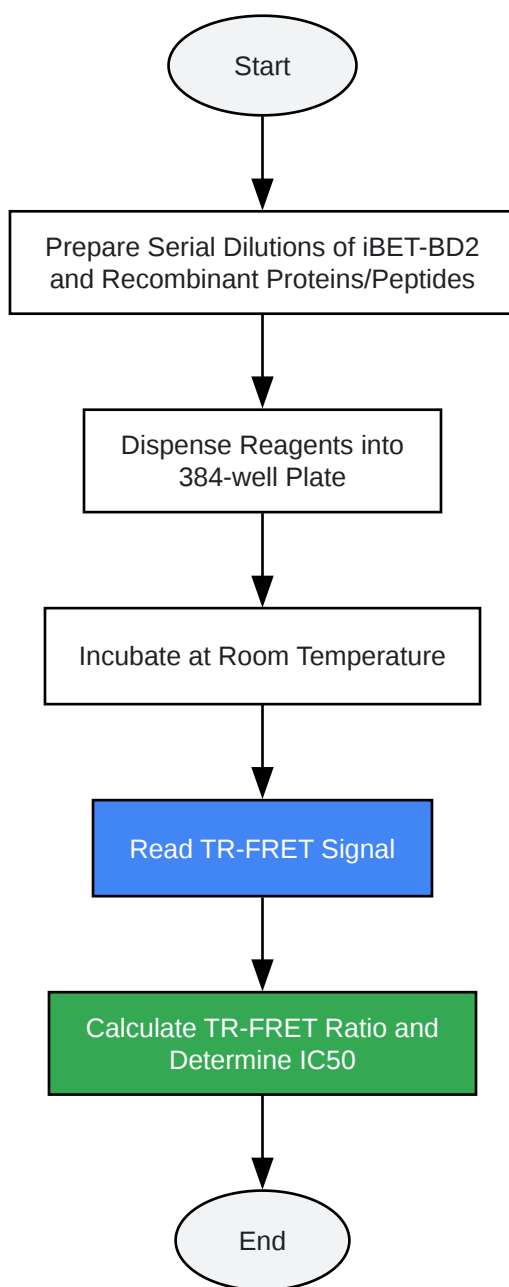 Start
Prepare Serial Dilutions of iBET-BD2
and Recombinant Proteins/Peptides
Dispense Reagents into
384-well Plate
Incubate at Room Temperature
Read TR-FRET Signal
Calculate TR-FRET Ratio and
Determine IC50
End